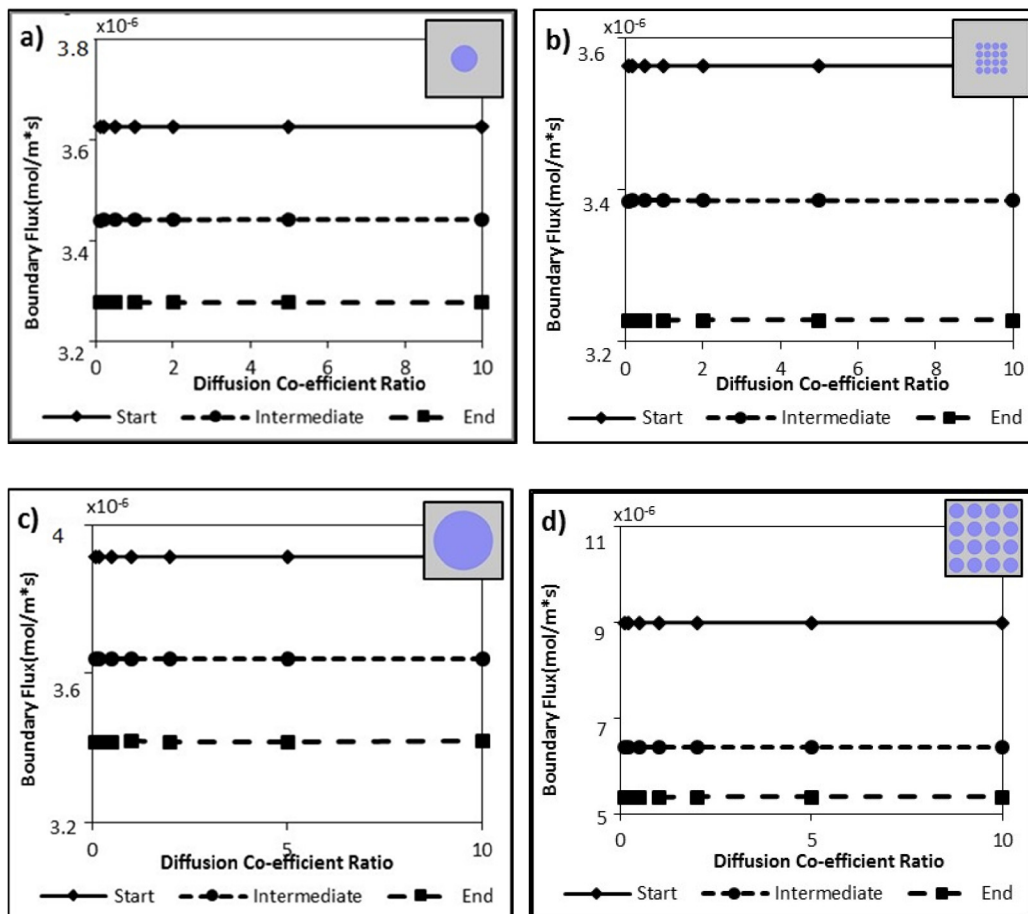 a)
x10-6
3.8
3.6
3.4
3.2
Boundary Flux(mol/m*s)
0 2 4 6 8 10
Diffusion Co-efficient Ratio
Start Intermediate End
b)
x10-6
3.6
3.4
3.2
Boundary Flux(mol/m*s)
0 2 4 6 8 10
Diffusion Co-efficient Ratio
Start Intermediate End
c)
x10-6
4
3.6
3.2
Boundary Flux(mol/m*s)
0 5 10
Diffusion Co-efficient Ratio
Start Intermediate End
d)
x10-6
11
9
7
5
Boundary Flux(mol/m*s)
0 5 10
Diffusion Co-efficient Ratio
Start Intermediate End